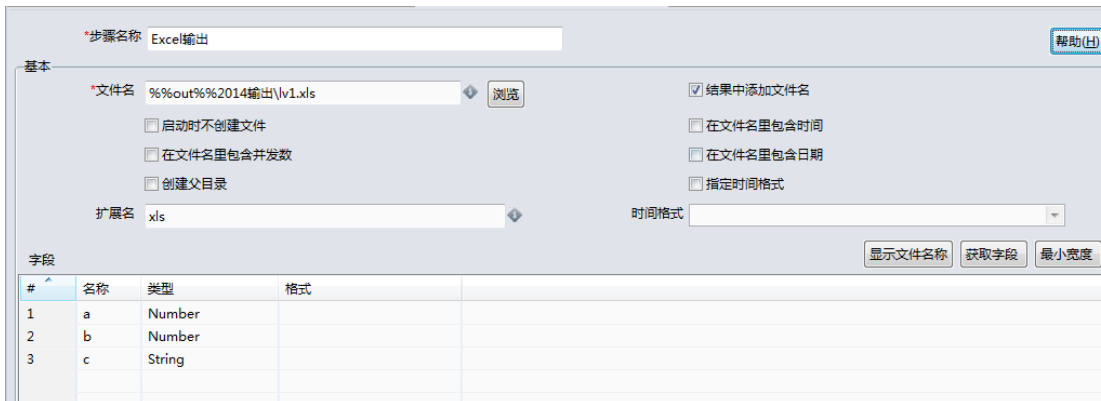 *步骤名称 Excel输出
帮助(H)
基本
*文件名 %%out%%2014输出\lv1.xls 浏览 结果中添加文件名
启动时不创建文件 在文件名里包含时间
在文件名里包含并发数 在文件名里包含日期
创建父目录 指定时间格式
扩展名 xls 时间格式
显示文件名称 获取字段 最小宽度
字段
# 名称 类型 格式
1 a Number
2 b Number
3 c String